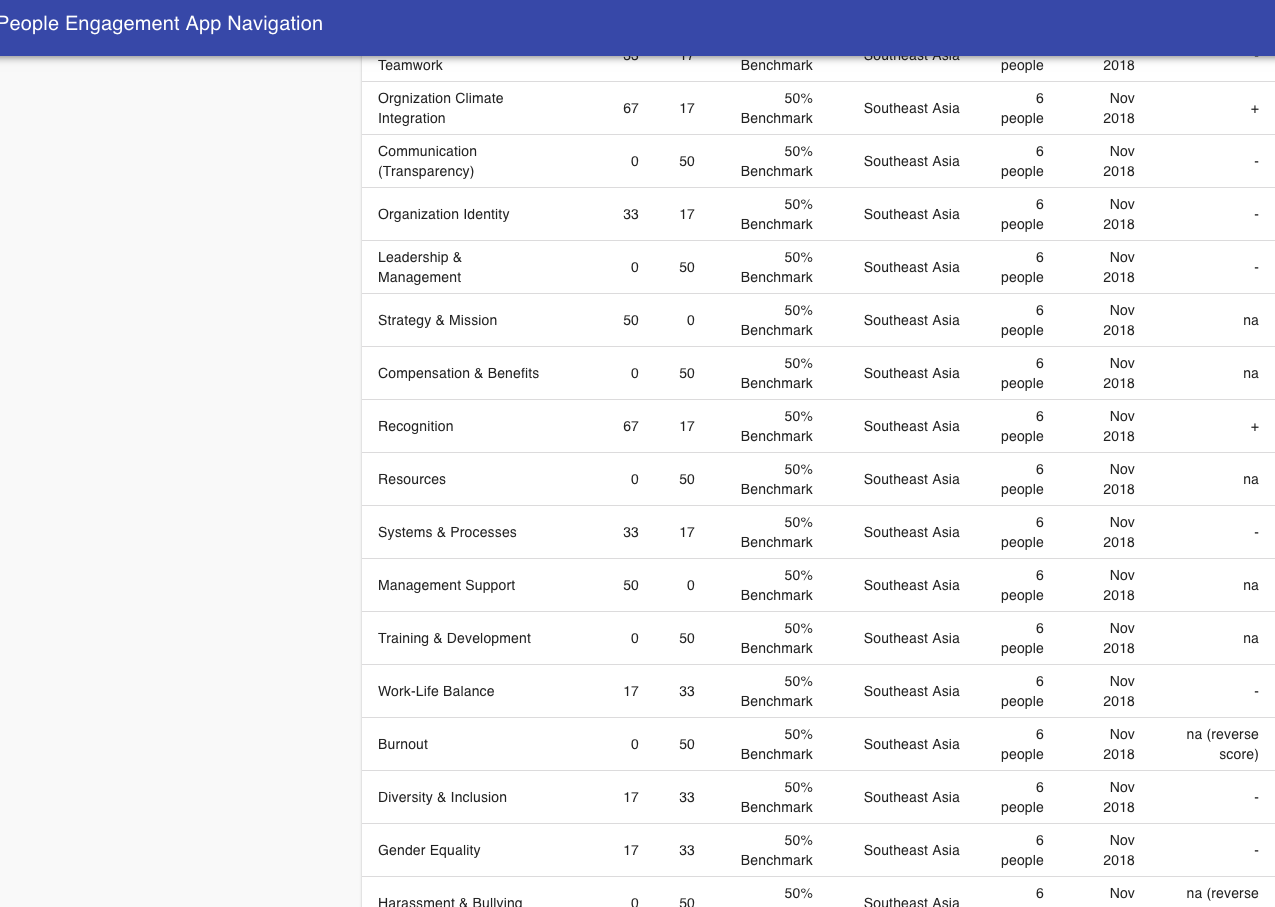 People Engagement App Navigation
Teamwork 33 17 Benchmark Southeast Asia people 2018 -
Orgnization Climate Integration 67 17 50% Benchmark Southeast Asia 6 people Nov 2018 +
Communication (Transparency) 0 50 50% Benchmark Southeast Asia 6 people Nov 2018 -
Organization Identity 33 17 50% Benchmark Southeast Asia 6 people Nov 2018 -
Leadership & Management 0 50 50% Benchmark Southeast Asia 6 people Nov 2018 -
Strategy & Mission 50 0 50% Benchmark Southeast Asia 6 people Nov 2018 na
Compensation & Benefits 0 50 50% Benchmark Southeast Asia 6 people Nov 2018 na
Recognition 67 17 50% Benchmark Southeast Asia 6 people Nov 2018 +
Resources 0 50 50% Benchmark Southeast Asia 6 people Nov 2018 na
Systems & Processes 33 17 50% Benchmark Southeast Asia 6 people Nov 2018 -
Management Support 50 0 50% Benchmark Southeast Asia 6 people Nov 2018 na
Training & Development 0 50 50% Benchmark Southeast Asia 6 people Nov 2018 na
Work-Life Balance 17 33 50% Benchmark Southeast Asia 6 people Nov 2018 -
Burnout 0 50 50% Benchmark Southeast Asia 6 people Nov 2018 na (reverse score)
Diversity & Inclusion 17 33 50% Benchmark Southeast Asia 6 people Nov 2018 -
Gender Equality 17 33 50% Benchmark Southeast Asia 6 people Nov 2018 -
Harassment & Bullying 0 50 50% Southeast Asia 6 Nov na (reverse